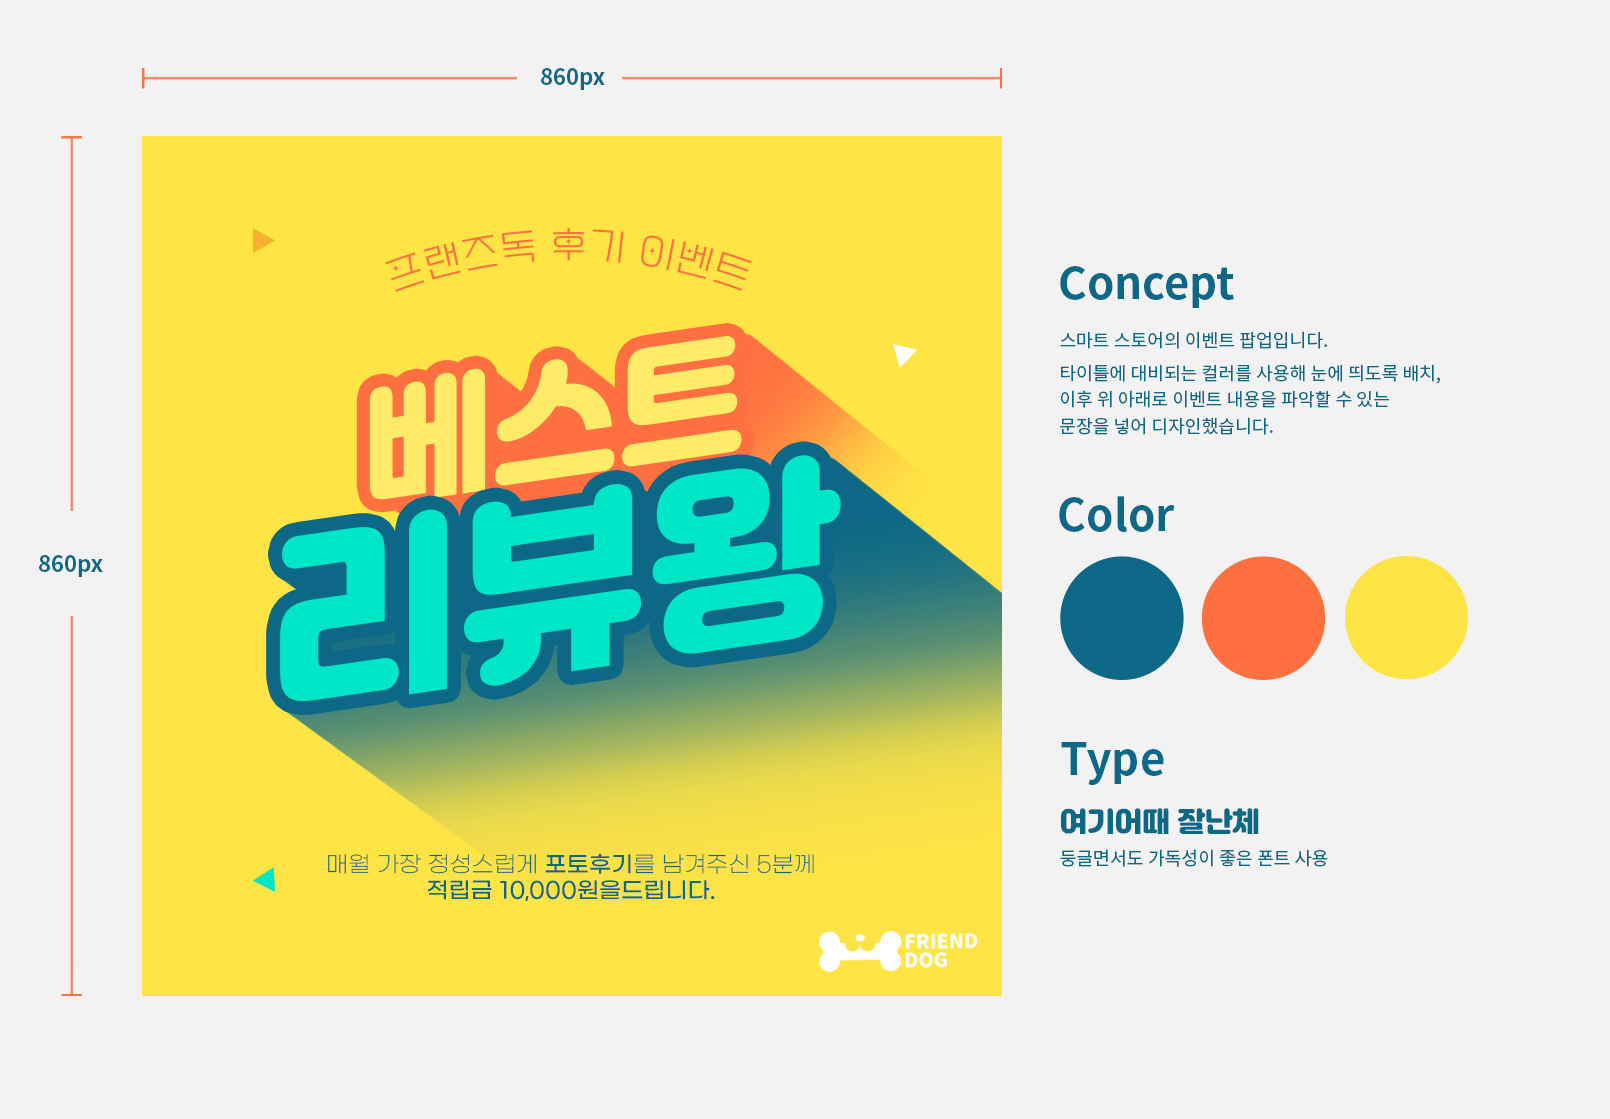 860px
860px
프랜즈독 후기 이벤트
베스트
리뷰왕
매월 가장 정성스럽게 포토후기를 남겨주신 5분께
적립금 10,000원을드립니다.
FRIEND
DOG
Concept
스마트 스토어의 이벤트 팝업입니다.
타이틀에 대비되는 컬러를 사용해 눈에 띄도록 배치,
이후 위 아래로 이벤트 내용을 파악할 수 있는
문장을 넣어 디자인했습니다.
Color
Type
여기어때 잘난체
둥글면서도 가독성이 좋은 폰트 사용